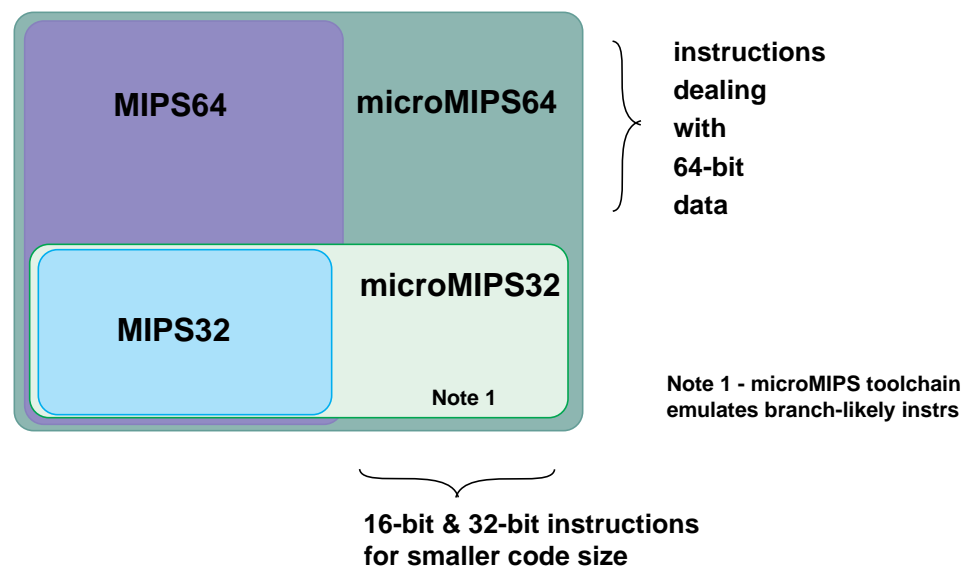 MIPS64
microMIPS64
instructions
dealing
with
64-bit
data
microMIPS32
MIPS32
Note 1
Note 1 - microMIPS toolchain
emulates branch-likely instrs
16-bit & 32-bit instructions
for smaller code size